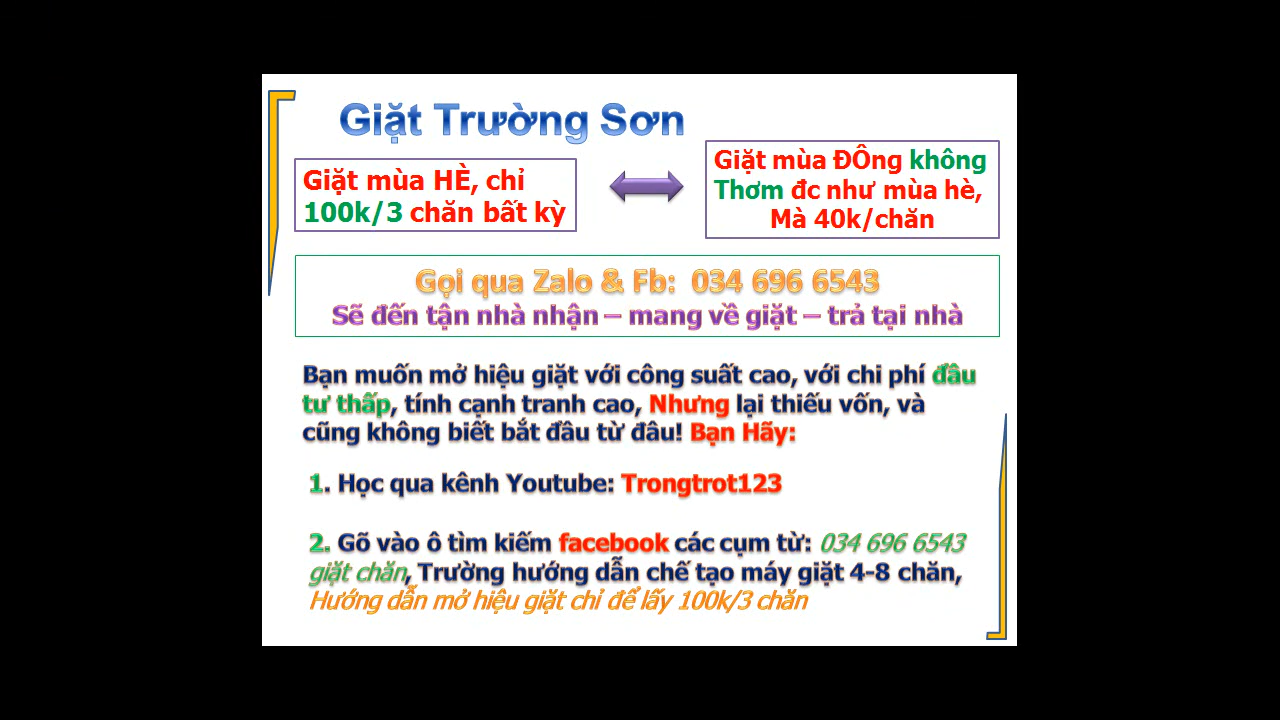 Giặt Trường Sơn
Giặt mùa HÈ, chỉ
100k/3 chăn bất kỳ
Giặt mùa ĐÔng không
Thơm đc như mùa hè,
Mà 40k/chăn
Gọi qua Zalo & Fb: 034 696 6543
Sẽ đến tận nhà nhận – mang về giặt – trả tại nhà
Bạn muốn mở hiệu giặt với công suất cao, với chi phí đầu
tư thấp, tính cạnh tranh cao, Nhưng lại thiếu vốn, và
cũng không biết bắt đầu từ đâu! Bạn Hãy:
1. Học qua kênh Youtube: Trongtrot123
2. Gõ vào ô tìm kiếm facebook các cụm từ: 034 696 6543
giặt chăn, Trường hướng dẫn chế tạo máy giặt 4-8 chăn,
Hướng dẫn mở hiệu giặt chỉ để lấy 100k/3 chăn